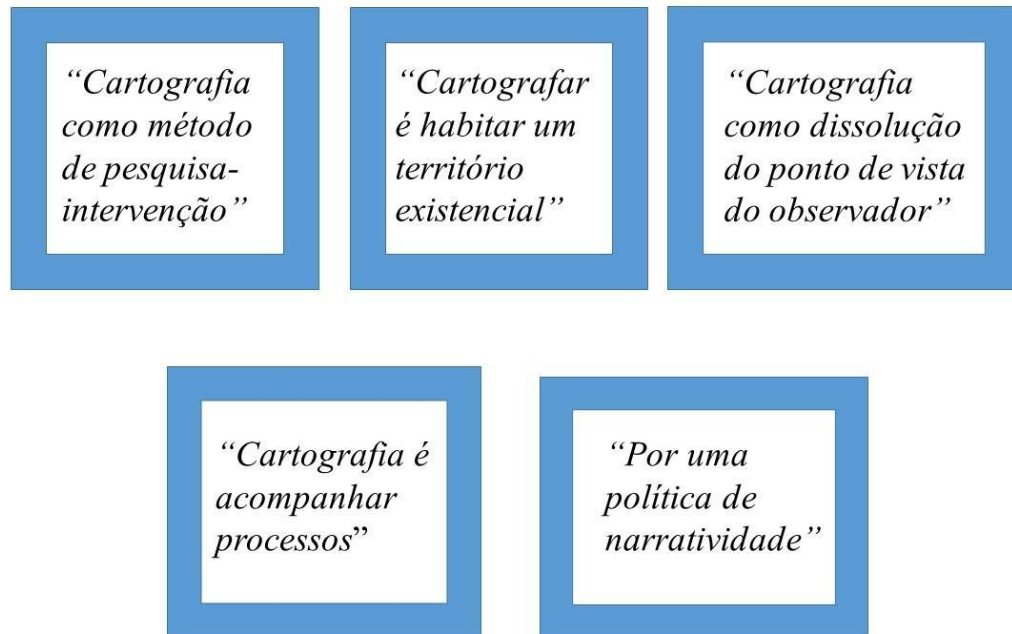 “Cartografia
como método
de pesquisa-
intervenção”
“Cartografar
é habitar um
território
existencial”
“Cartografia
como dissolução
do ponto de vista
do observador”
“Cartografia é
acompanhar
processos”
“Por uma
política de
narratividade”